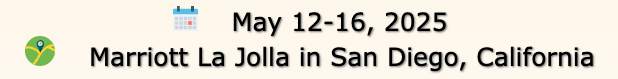 May 12-16, 2025
Marriott La Jolla in San Diego, California